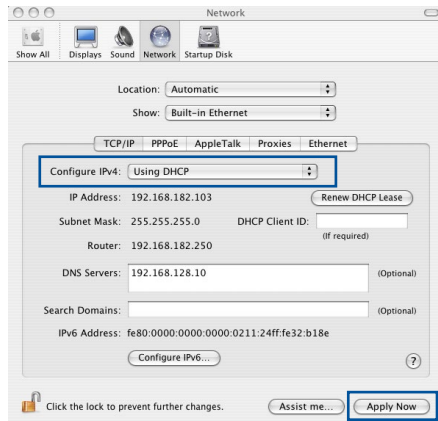 Network
Show All Displays Sound Network Startup Disk
Location: Automatic
Show: Built-in Ethernet
TCP/IP PPPoE AppleTalk Proxies Ethernet
Configure IPv4: Using DHCP
IP Address: 192.168.182.103 Renew DHCP Lease
Subnet Mask: 255.255.255.0 DHCP Client ID:
(If required)
Router: 192.168.182.250
DNS Servers: 192.168.128.10 (Optional)
Search Domains: (Optional)
IPv6 Address: fe80:0000:0000:0000:0211:24ff:fe32:b18e
Configure IPv6... ?
Click the lock to prevent further changes. Assist me... Apply Now